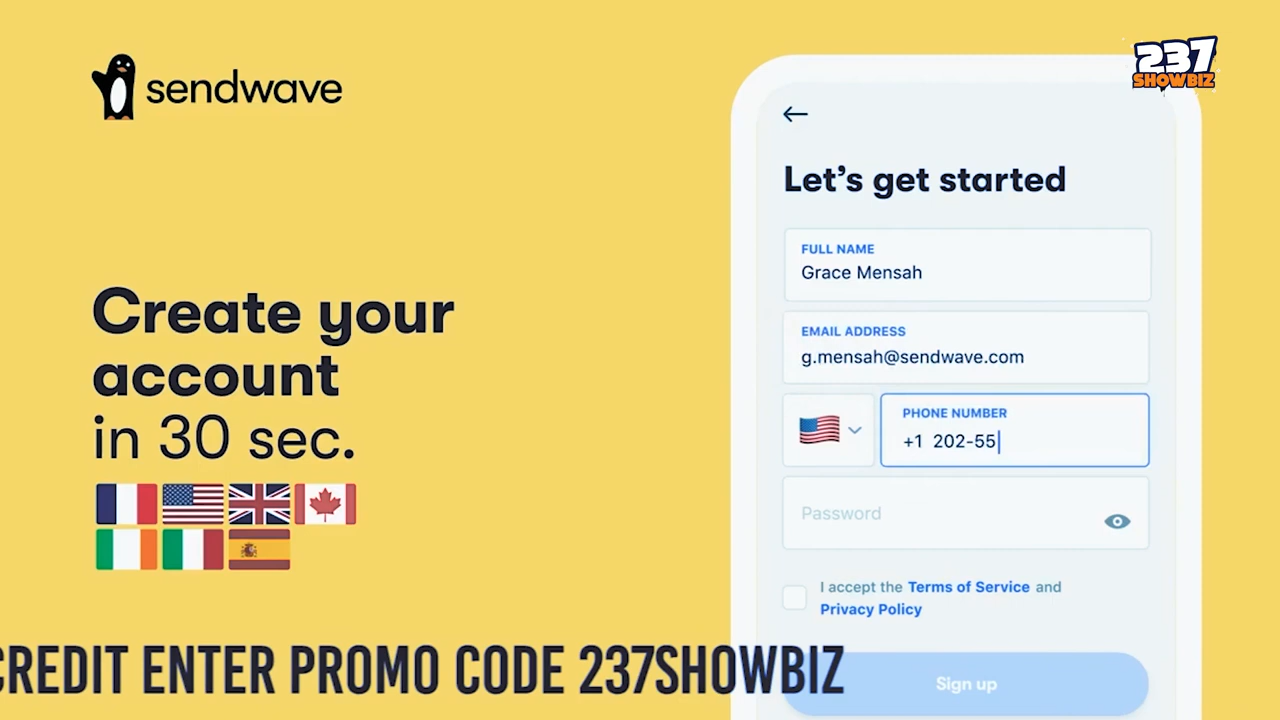 sendwave
237
SHOWBIZ
Let's get started
FULL NAME
Grace Mensah
EMAIL ADDRESS
g.mensah@sendwave.com
PHONE NUMBER
+1 202-55
Password
I accept the Terms of Service and
Privacy Policy
Sign up
Create your
account
in 30 sec.
CREDIT ENTER PROMO CODE 237SHOWBIZ